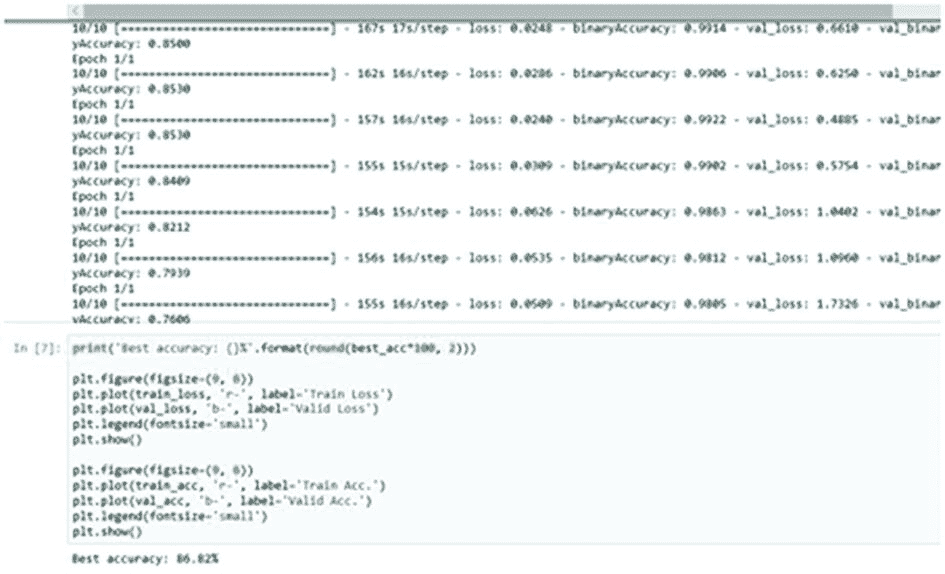 10/10 [==============================] - 167s 17s/step - loss: 0.0248 - binaryAccuracy: 0.9914 - val_loss: 0.6610 - val_binar
yAccuracy: 0.8500
Epoch 1/1
10/10 [==============================] - 162s 16s/step - loss: 0.0286 - binaryAccuracy: 0.9906 - val_loss: 0.6250 - val_binar
yAccuracy: 0.8530
Epoch 1/1
10/10 [==============================] - 157s 16s/step - loss: 0.0240 - binaryAccuracy: 0.9922 - val_loss: 0.4885 - val_binar
yAccuracy: 0.8530
Epoch 1/1
10/10 [==============================] - 155s 15s/step - loss: 0.0309 - binaryAccuracy: 0.9902 - val_loss: 0.5754 - val_binar
yAccuracy: 0.8409
Epoch 1/1
10/10 [==============================] - 154s 15s/step - loss: 0.0626 - binaryAccuracy: 0.9863 - val_loss: 1.0402 - val_binar
yAccuracy: 0.8212
Epoch 1/1
10/10 [==============================] - 156s 16s/step - loss: 0.0535 - binaryAccuracy: 0.9812 - val_loss: 1.0960 - val_binar
yAccuracy: 0.7939
Epoch 1/1
10/10 [==============================] - 155s 16s/step - loss: 0.0509 - binaryAccuracy: 0.9805 - val_loss: 1.7326 - val_binar
yAccuracy: 0.7606
In [7]: print('Best accuracy: {}%'.format(round(best_acc*100, 2)))
plt.figure(figsize=(9, 6))
plt.plot(train_loss, 'r-', label='Train Loss')
plt.plot(val_loss, 'b-', label='Valid Loss')
plt.legend(fontsize='small')
plt.show()
plt.figure(figsize=(9, 6))
plt.plot(train_acc, 'r-', label='Train Acc.')
plt.plot(val_acc, 'b-', label='Valid Acc.')
plt.legend(fontsize='small')
plt.show()
Best accuracy: 86.82%